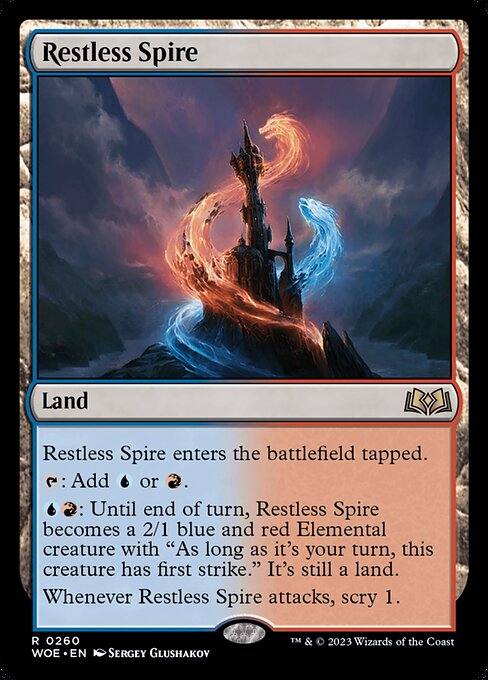 Restless Spire
Land
Restless Spire enters the battlefield tapped.
: Add or .
: Until end of turn, Restless Spire
becomes a 2/1 blue and red Elemental
creature with “As long as it’s your turn, this
creature has first strike.” It’s still a land.
Whenever Restless Spire attacks, scry 1.
R 0260
WOE • EN Sergey Glushakov
™ & © 2023 Wizards of the Coast